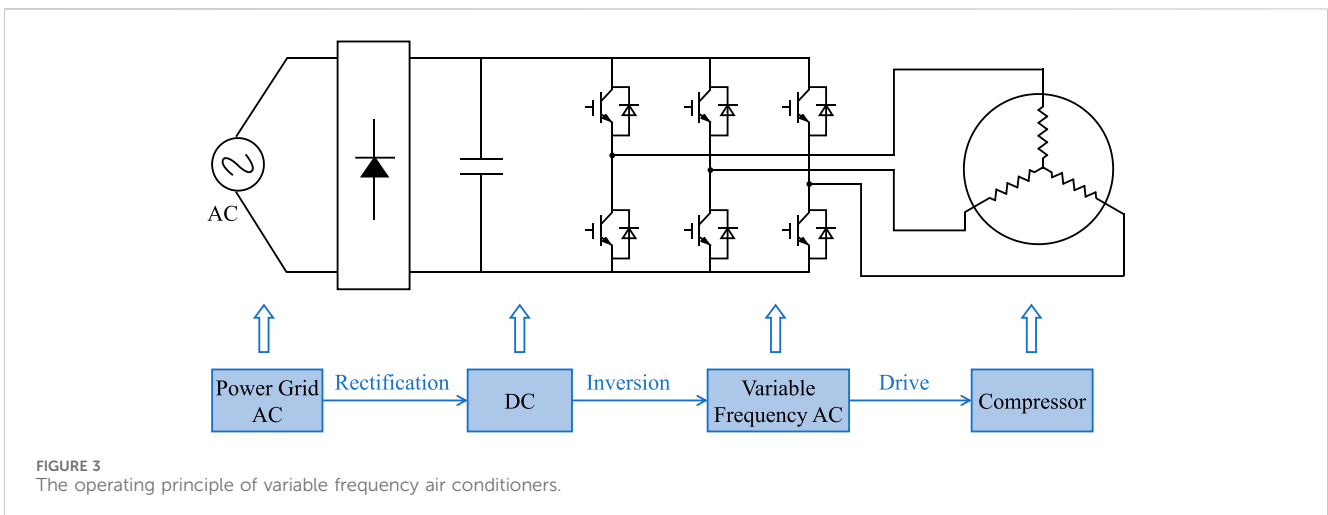 AC
Power Grid
AC
Rectification
DC
Inversion
Variable
Frequency AC
Drive
Compressor
FIGURE 3
The operating principle of variable frequency air conditioners.